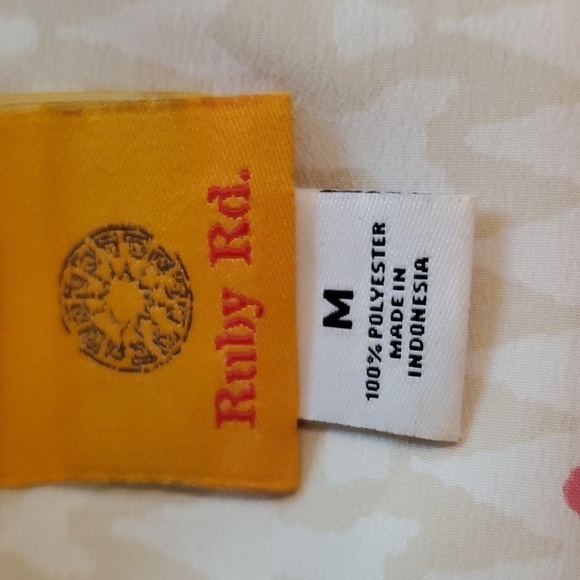 Ruby Rd.
M
100% POLYESTER
MADE IN
INDONESIA